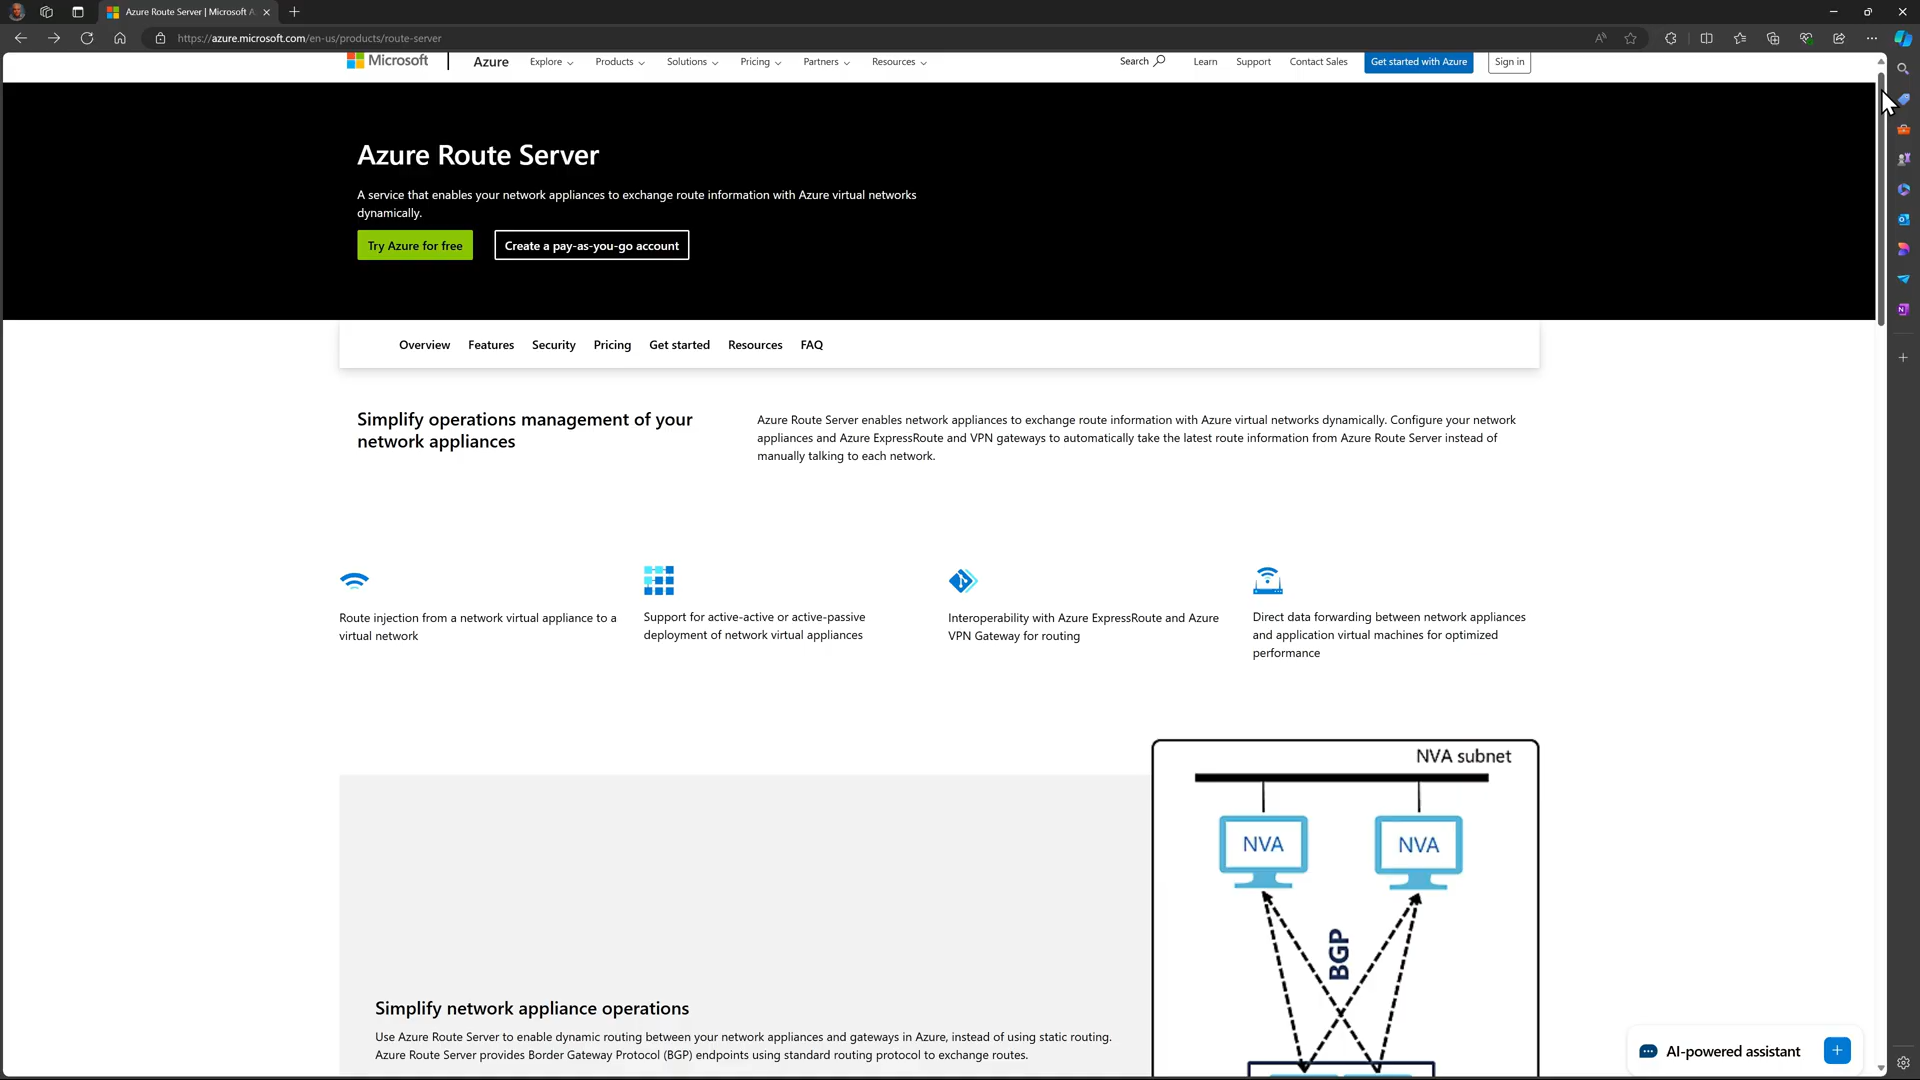 Azure Route Server | Microsoft A
https://azure.microsoft.com/en-us/products/route-server
Microsoft
Azure
Explore
Products
Solutions
Pricing
Partners
Resources
Search
Learn
Support
Contact Sales
Get started with Azure
Sign in
Azure Route Server
A service that enables your network appliances to exchange route information with Azure virtual networks
dynamically.
Try Azure for free
Create a pay-as-you-go account
Overview
Features
Security
Pricing
Get started
Resources
FAQ
Simplify operations management of your
network appliances
Azure Route Server enables network appliances to exchange route information with Azure virtual networks dynamically. Configure your network
appliances and Azure ExpressRoute and VPN gateways to automatically take the latest route information from Azure Route Server instead of
manually talking to each network.
Route injection from a network virtual appliance to a
virtual network
Support for active-active or active-passive
deployment of network virtual appliances
Interoperability with Azure ExpressRoute and Azure
VPN Gateway for routing
Direct data forwarding between network appliances
and application virtual machines for optimized
performance
NVA subnet
NVA
NVA
BGP
Simplify network appliance operations
Use Azure Route Server to enable dynamic routing between your network appliances and gateways in Azure, instead of using static routing.
Azure Route Server provides Border Gateway Protocol (BGP) endpoints using standard routing protocol to exchange routes.
AI-powered assistant